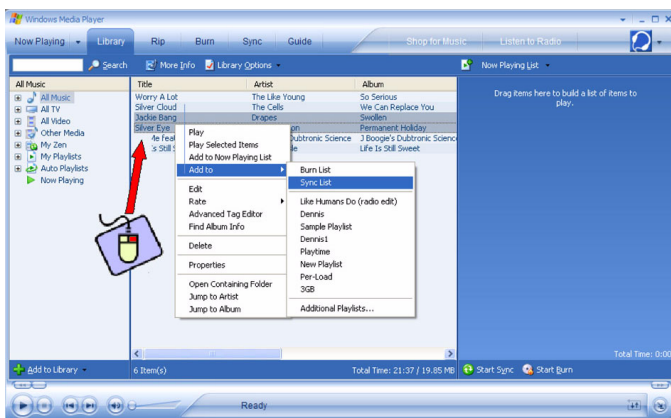 Windows Media Player
Now Playing Library Rip Burn Sync Guide Shop for Music Listen to Radio
Search More Info Library Options Now Playing List
All Music
All Music
All TV
All Video
Other Media
My Zen
My Playlists
Auto Playlists
Now Playing
Title Artist Album
Worry A Lot The Like Young So Serious
Silver Cloud The Cells We Can Replace You
Jackie Bang Drapes Swollen
Silver Eye on Permanent Holiday
Me feat Dubtronic Science J Boogie's Dubtronic Science
s Still Life Is Still Sweet
Play
Play Selected Items
Add to Now Playing List
Add to
Edit
Rate
Advanced Tag Editor
Find Album Info
Delete
Properties
Open Containing Folder
Jump to Artist
Jump to Album
Burn List
Sync List
Like Humans Do (radio edit)
Dennis
Sample Playlist
Dennis1
Playtime
New Playlist
Per-Load
3GB
Additional Playlists...
Drag items here to build a list of items to
play.
Total Time: 0:00
Add to Library 6 Item(s) Total Time: 21:37 / 19.85 MB Start Sync Start Burn
Ready